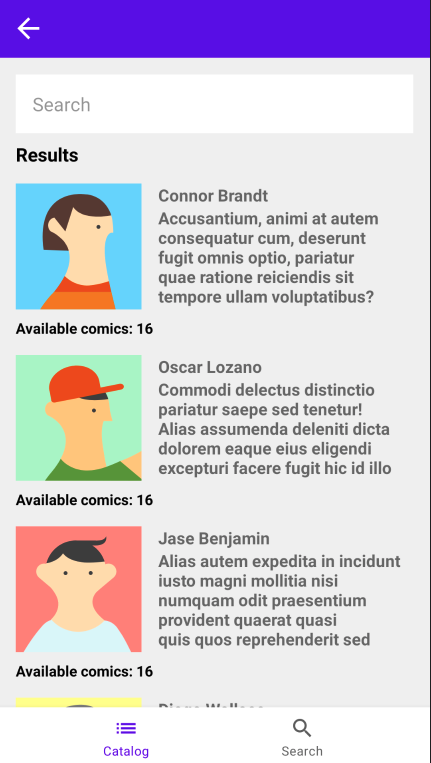 Search
Results
Connor Brandt
Accusantium, animi at autem
consequatur cum, deserunt
fugit omnis optio, pariatur
quae ratione reiciendis sit
tempore ullam voluptatibus?
Available comics: 16
Oscar Lozano
Commodi delectus distinctio
pariatur saepe sed tenetur!
Alias assumenda deleniti dicta
dolorem eaque eius eligendi
excepturi facere fugit hic id illo
Available comics: 16
Jase Benjamin
Alias autem expedita in incidunt
iusto magni mollitia nisi
numquam odit praesentium
provident quaerat quasi
quis quos reprehenderit sed
Available comics: 16
Catalog
Search